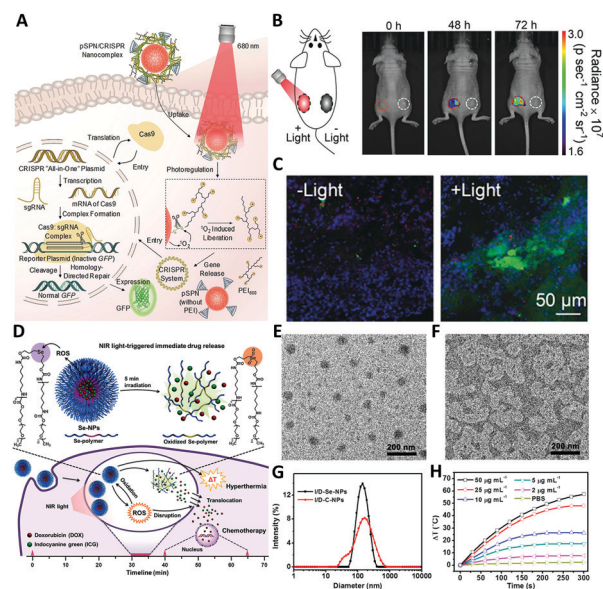 A
pSPN/CRISPR
Nanocomplex
680 nm
Uptake
Translation
Cas9
Entry
CRISPR "All-in-One" Plasmid
Transcription
sgRNA
mRNA of Cas9
Complex Formation
Cas9: sgRNA
Complex
Reporter Plasmid (Inactive GFP)
Cleavage
Homology-
Directed Repair
Normal GFP
Photoregulation
¹O₂
¹O₂ Induced
Liberation
Entry
CRISPR
System
Gene
Release
Expression
GFP
pSPN
(without
PEI)
B
+
Light
-
Light
0 h
48 h
72 h
3.0
1.6
Radiance × 10⁷
(p sec⁻¹ cm⁻² sr⁻¹)
C
-Light
+Light
50 µm
D
NIR light-triggered immediate drug release
Se
ROS
5 min
irradiation
Se-NPs
Se-polymer
Oxidized Se-polymer
NIR light
Oxidation
ROS
Disruption
ΔT
Hyperthermia
Translocation
Chemotherapy
Nucleus
Doxorubicin (DOX)
Indocyanine green (ICG)
0
10
20
30
40
50
60
70
Timeline (min)
E
200 nm
F
200 nm
G
I/D-Se-NPs
I/D-C-NPs
Intensity (%)
12
8
4
0
1
10
100
1000
10000
Diameter (nm)
H
50 µg mL⁻¹
25 µg mL⁻¹
10 µg mL⁻¹
5 µg mL⁻¹
2 µg mL⁻¹
PBS
ΔT (°C)
70
60
50
40
30
20
10
0
0
50
100
150
200
250
300
Time (s)